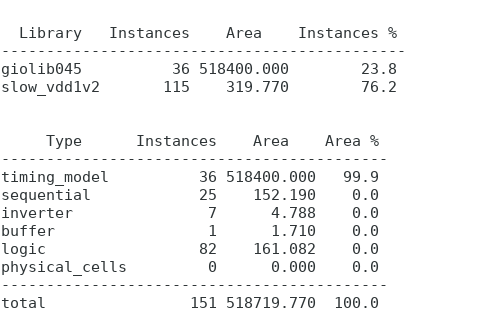 Library   Instances    Area    Instances %
---------------------------------------------
giolib045          36 518400.000        23.8
slow_vdd1v2       115    319.770        76.2
Type      Instances    Area    Area %
-------------------------------------------
timing_model          36 518400.000   99.9
sequential            25    152.190    0.0
inverter               7      4.788    0.0
buffer                 1      1.710    0.0
logic                 82    161.082    0.0
physical_cells         0      0.000    0.0
-------------------------------------------
total                151 518719.770  100.0